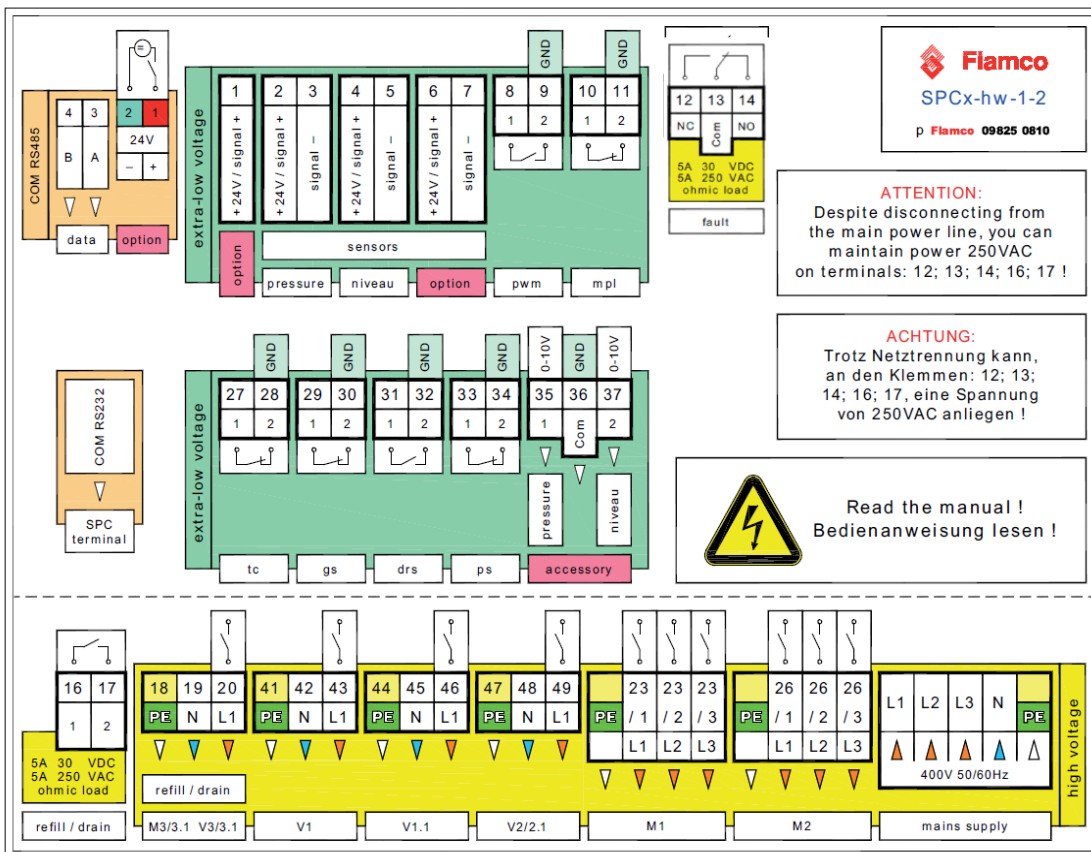 COM RS485
4 3
B A
data
2 1
24V
– +
option
extra-low voltage
1 2 3 4 5 6 7 8 9 10 11
GND GND
+ 24V / signal +
+ 24V / signal +
signal –
+ 24V / signal +
signal –
+ 24V / signal +
signal –
1 2 1 2
option
sensors
pressure niveau option pwm mpl
12 13 14
NC Com NO
5A 30 VDC
5A 250 VAC
ohmic load
fault
Flamco
SPCx-hw-1-2
p Flamco 09825 0810
ATTENTION:
Despite disconnecting from
the main power line, you can
maintain power 250VAC
on terminals: 12; 13; 14; 16; 17 !
ACHTUNG:
Trotz Netztrennung kann,
an den Klemmen: 12; 13;
14; 16; 17, eine Spannung
von 250VAC anliegen !
COM RS232
SPC
terminal
extra-low voltage
GND GND GND GND 0-10V GND 0-10V
27 28 29 30 31 32 33 34 35 36 37
1 2 1 2 1 2 1 2 1 Com 2
pressure
niveau
tc gs drs ps accessory
Read the manual !
Bedienanweisung lesen !
16 17
1 2
5A 30 VDC
5A 250 VAC
ohmic load
refill / drain
18 19 20 41 42 43 44 45 46 47 48 49
PE N L1 PE N L1 PE N L1 PE N L1
refill / drain
M3/3.1 V3/3.1 V1 V1.1 V2/2.1
23 23 23
PE / 1 / 2 / 3
L1 L2 L3
M1
26 26 26
PE / 1 / 2 / 3
L1 L2 L3
M2
L1 L2 L3 N PE
400V 50/60Hz
mains supply
high voltage